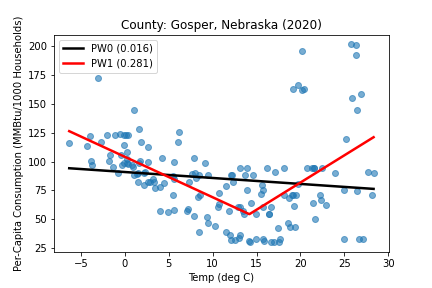 County: Gosper, Nebraska (2020)
PW0 (0.016)
PW1 (0.281)
Per-Capita Consumption (MMBtu/1000 Households)
200
175
150
125
100
75
50
25
−5 0 5 10 15 20 25 30
Temp (deg C)